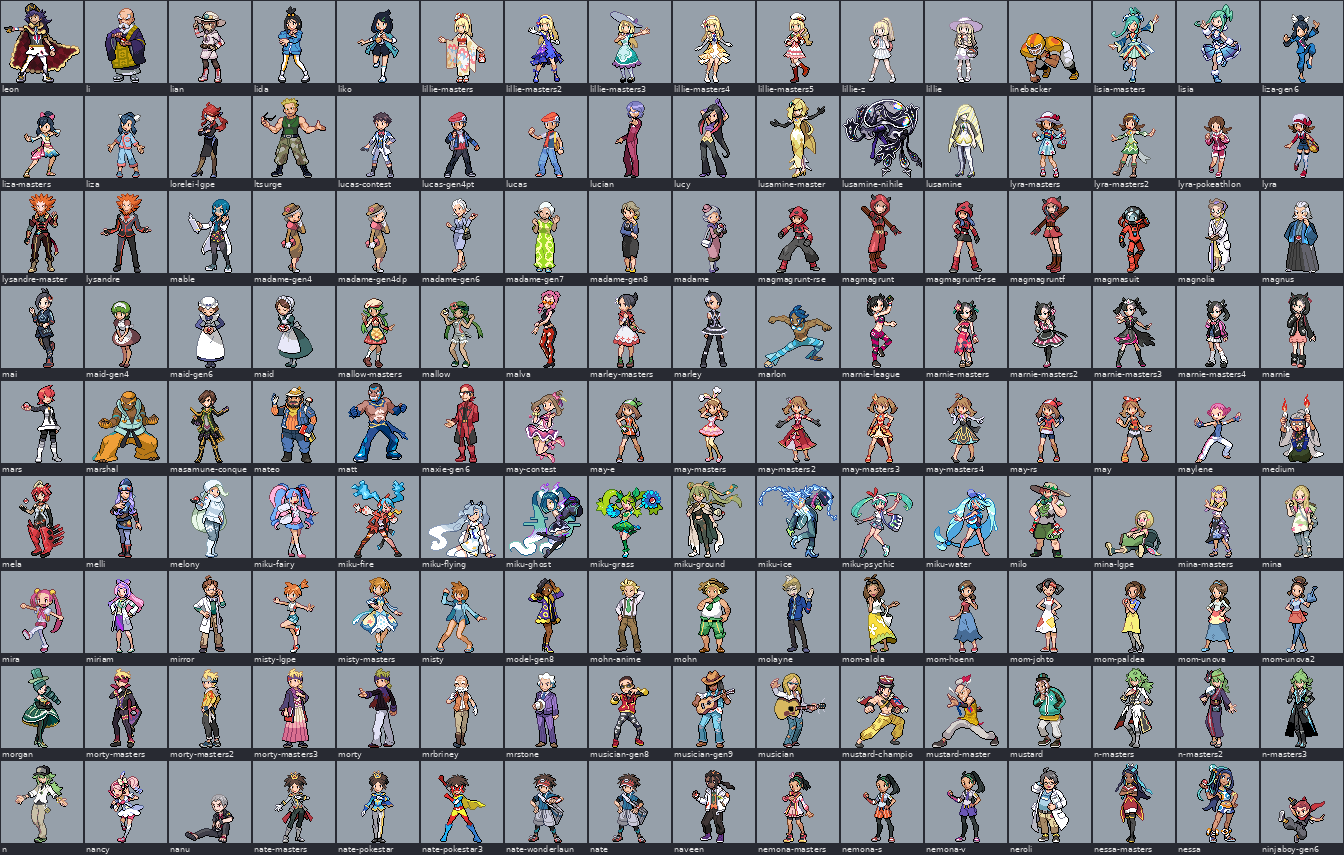 leon li lian lida liko lillie-masters lillie-masters2 lillie-masters3 lillie-masters4 lillie-masters5 lillie-z lillie linebacker lisia-masters lisia liza-gen6
liza-masters liza lorelei-lgpe ltsurge lucas-contest lucas-gen4pt lucas lucian lucy lusamine-master lusamine-nihile lusamine lyra-masters lyra-masters2 lyra-pokeathlon lyra
lysandre-master lysandre mable madame-gen4 madame-gen4dp madame-gen6 madame-gen7 madame-gen8 madame magmagrunt-rse magmagrunt magmagruntf-rse magmagruntf magmasuit magnolia magnus
mai maid-gen4 maid-gen6 maid mallow-masters mallow malva marley-masters marley marlon marnie-league marnie-masters marnie-masters2 marnie-masters3 marnie-masters4 marnie
mars marshal masamune-conque mateo matt maxie-gen6 may-contest may-e may-masters may-masters2 may-masters3 may-masters4 may-rs may maylene medium
mela melli melony miku-fairy miku-fire miku-flying miku-ghost miku-grass miku-ground miku-ice miku-psychic miku-water milo mina-lgpe mina-masters mina
mira miriam mirror misty-lgpe misty-masters misty model-gen8 mohn-anime mohn molayne mom-alola mom-hoenn mom-johto mom-paldea mom-unova mom-unova2
morgan morty-masters morty-masters2 morty-masters3 morty mrbriney mrstone musician-gen8 musician-gen9 musician mustard-champio mustard-master mustard n-masters n-masters2 n-masters3
n nancy nanu nate-masters nate-pokestar nate-pokestar3 nate-wonderlaun nate naveen nemona-masters nemona-s nemona-v neroli nessa-masters nessa ninjaboy-gen6